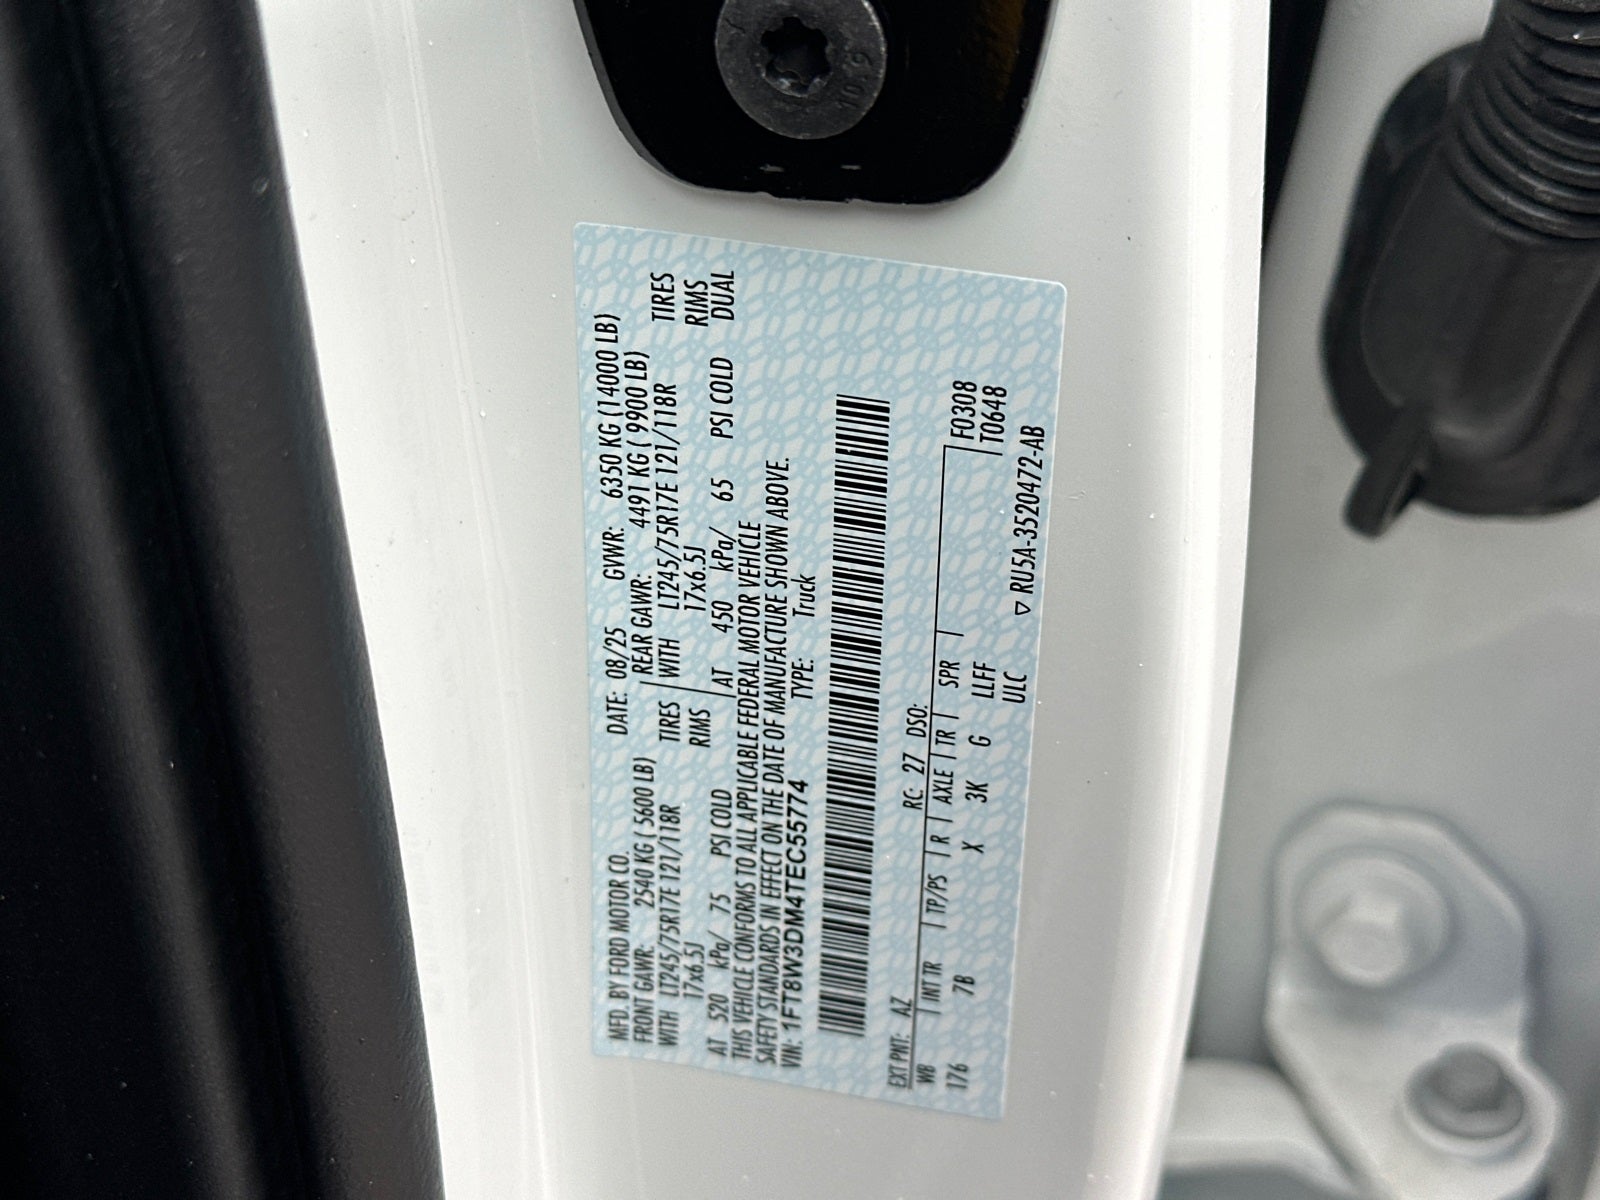 10.9
MFD. BY FORD MOTOR CO. DATE: 08/25 GVWR: 6350 KG (14000 LB)
FRONT GAWR: 2540 KG ( 5600 LB) REAR GAWR: 4491 KG ( 9900 LB)
WITH LT245/75R17E 121/118R TIRES WITH LT245/75R17E 121/118R TIRES
17x6.5J RIMS 17x6.5J RIMS
AT 520 kPa/ 75 PSI COLD AT 450 kPa/ 65 PSI COLD DUAL
THIS VEHICLE CONFORMS TO ALL APPLICABLE FEDERAL MOTOR VEHICLE
SAFETY STANDARDS IN EFFECT ON THE DATE OF MANUFACTURE SHOWN ABOVE.
VIN: 1FT8W3DM4TEC55774 TYPE: Truck
EXT PNT: AZ RC: 27 DSO: F0308
WB INT TR TP/PS R AXLE TR SPR T0648
176 7B X 3K G LLFF
ULC
▽ RU5A-3520472-AB